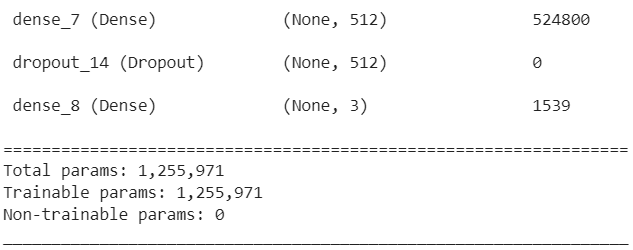 dense_7 (Dense) (None, 512) 524800
dropout_14 (Dropout) (None, 512) 0
dense_8 (Dense) (None, 3) 1539
=================================================================
Total params: 1,255,971
Trainable params: 1,255,971
Non-trainable params: 0
_________________________________________________________________